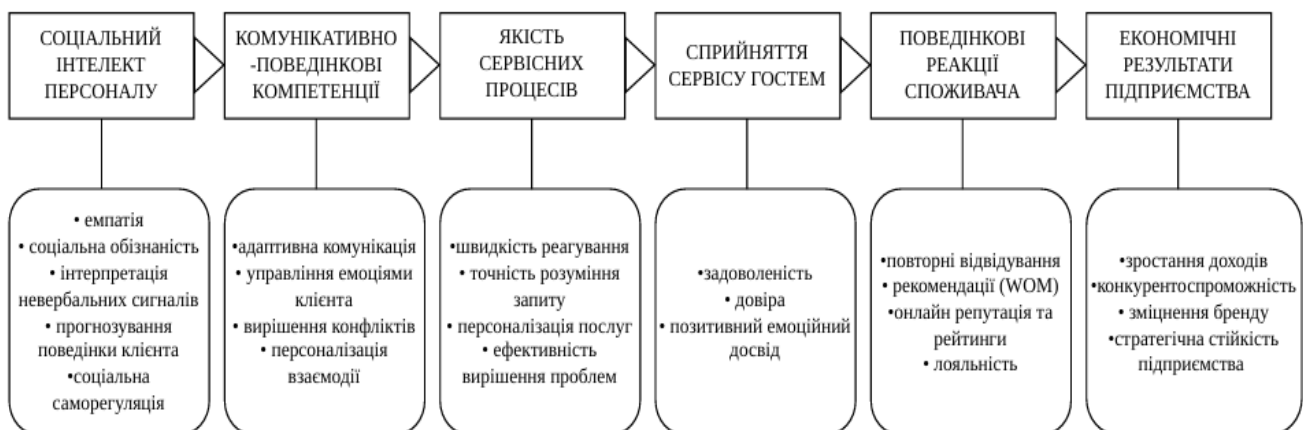 СОЦІАЛЬНИЙ
ІНТЕЛЕКТ
ПЕРСОНАЛУ
КОМУНІКАТИВНО
-ПОВЕДІНКОВІ
КОМПЕТЕНЦІЇ
ЯКІСТЬ
СЕРВІСНИХ
ПРОЦЕСІВ
СПРИЙНЯТТЯ
СЕРВІСУ ГОСТЕМ
ПОВЕДІНКОВІ
РЕАКЦІЇ
СПОЖИВАЧА
ЕКОНОМІЧНІ
РЕЗУЛЬТАТИ
ПІДПРИЄМСТВА
• емпатія
• соціальна обізнаність
• інтерпретація
невербальних сигналів
• прогнозування
поведінки клієнта
•соціальна
саморегуляція
•адаптивна комунікація
• управління емоціями
клієнта
• вирішення конфліктів
• персоналізація
взаємодії
•швидкість реагування
• точність розуміння
запиту
• персоналізація послуг
• ефективність
вирішення проблем
•задоволеність
• довіра
• позитивний емоційний
досвід
•повторні відвідування
• рекомендації (WOM)
•онлайн репутація та
рейтинги
• лояльність
•зростання доходів
•конкурентоспроможність
• зміцнення бренду
•стратегічна стійкість
підприємства